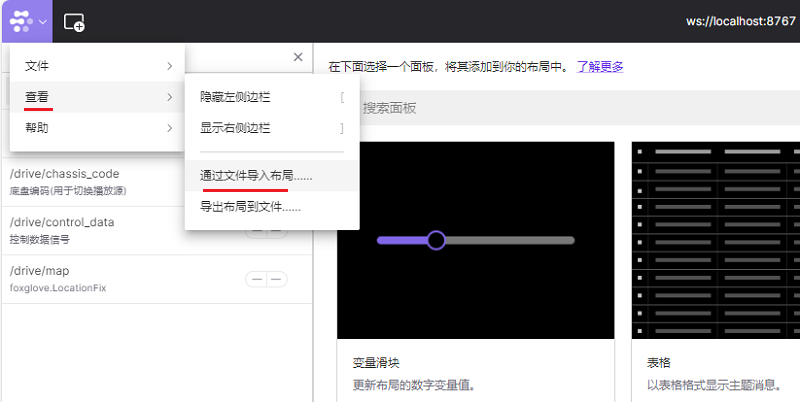 ws://localhost:8767
文件
查看
帮助
隐藏左侧边栏 [
显示右侧边栏 ]
通过文件导入布局......
导出布局到文件......
/drive/chassis_code
底盘编码(用于切换播放源)
/drive/control_data
控制数据信号
/drive/map
foxglove.LocationFix
在下面选择一个面板，将其添加到你的布局中。 了解更多
搜索面板
变量滑块
更新布局的数字变量值。
表格
以表格格式显示主题消息。